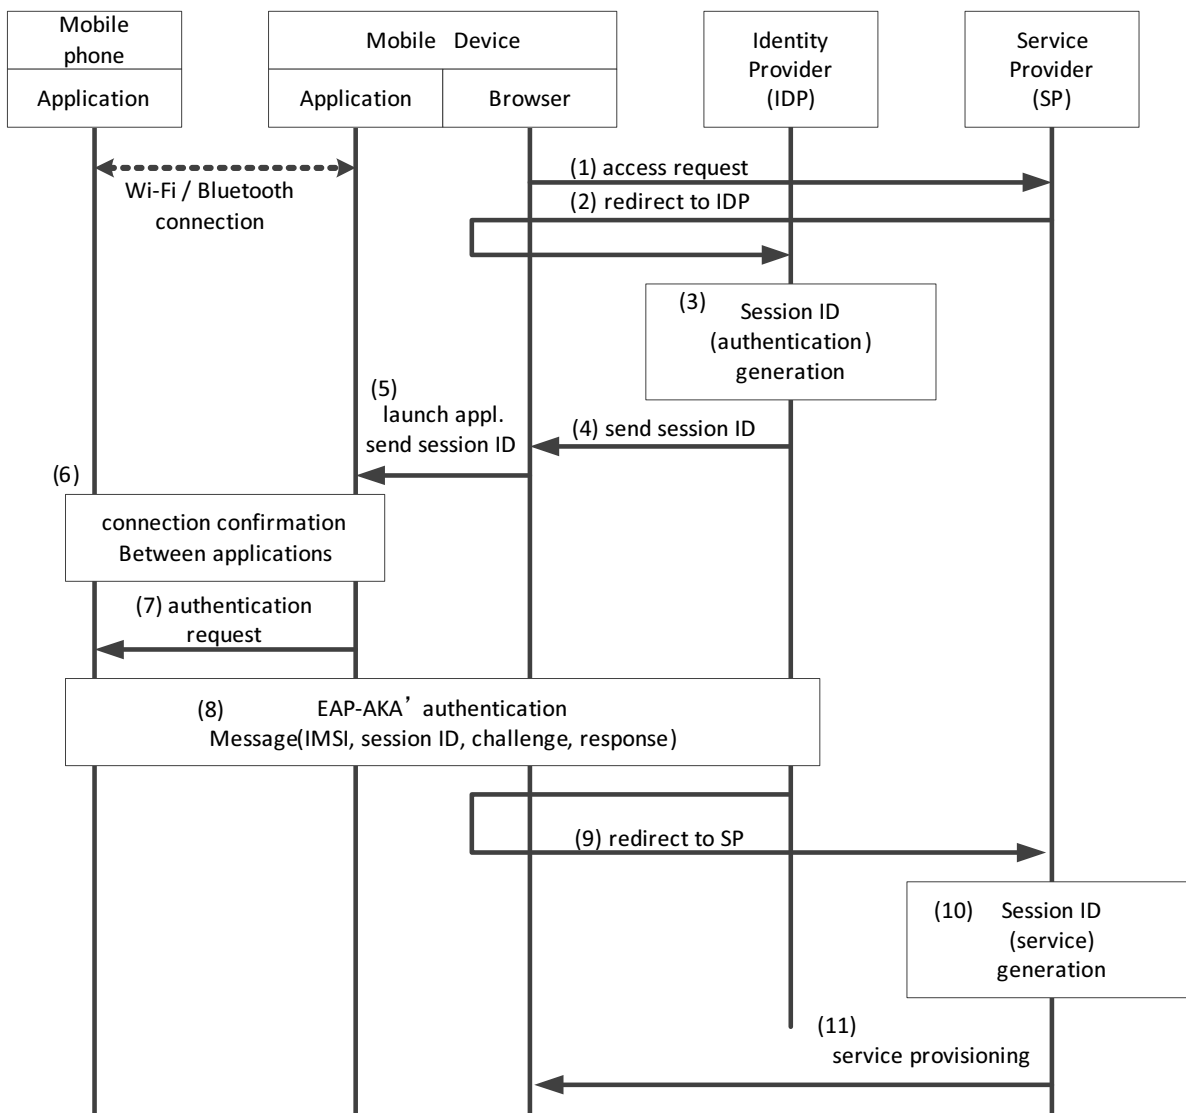 Mobile
phone
Mobile Device
Identity
Provider
(IDP)
Service
Provider
(SP)
Application
Application
Browser
Wi-Fi / Bluetooth
connection
(1) access request
(2) redirect to IDP
(3) Session ID
(authentication)
generation
(4) send session ID
(5)
launch appl.
send session ID
(6)
connection confirmation
Between applications
(7) authentication
request
(8) EAP-AKA’ authentication
Message(IMSI, session ID, challenge, response)
(9) redirect to SP
(10) Session ID
(service)
generation
(11)
service provisioning